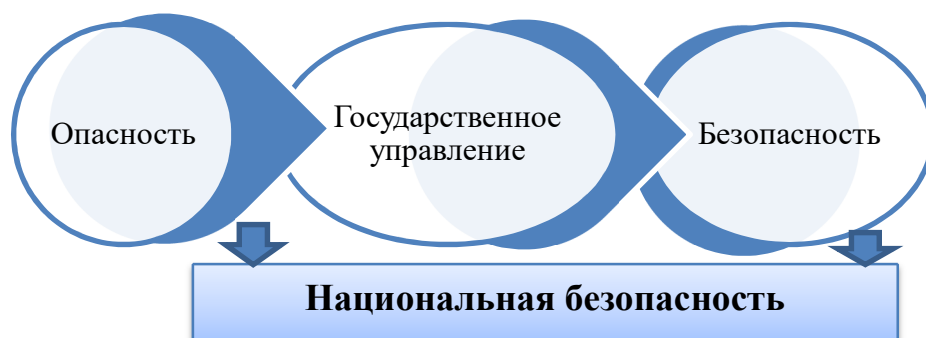 Опасность
Государственное
управление
Безопасность
Национальная безопасность